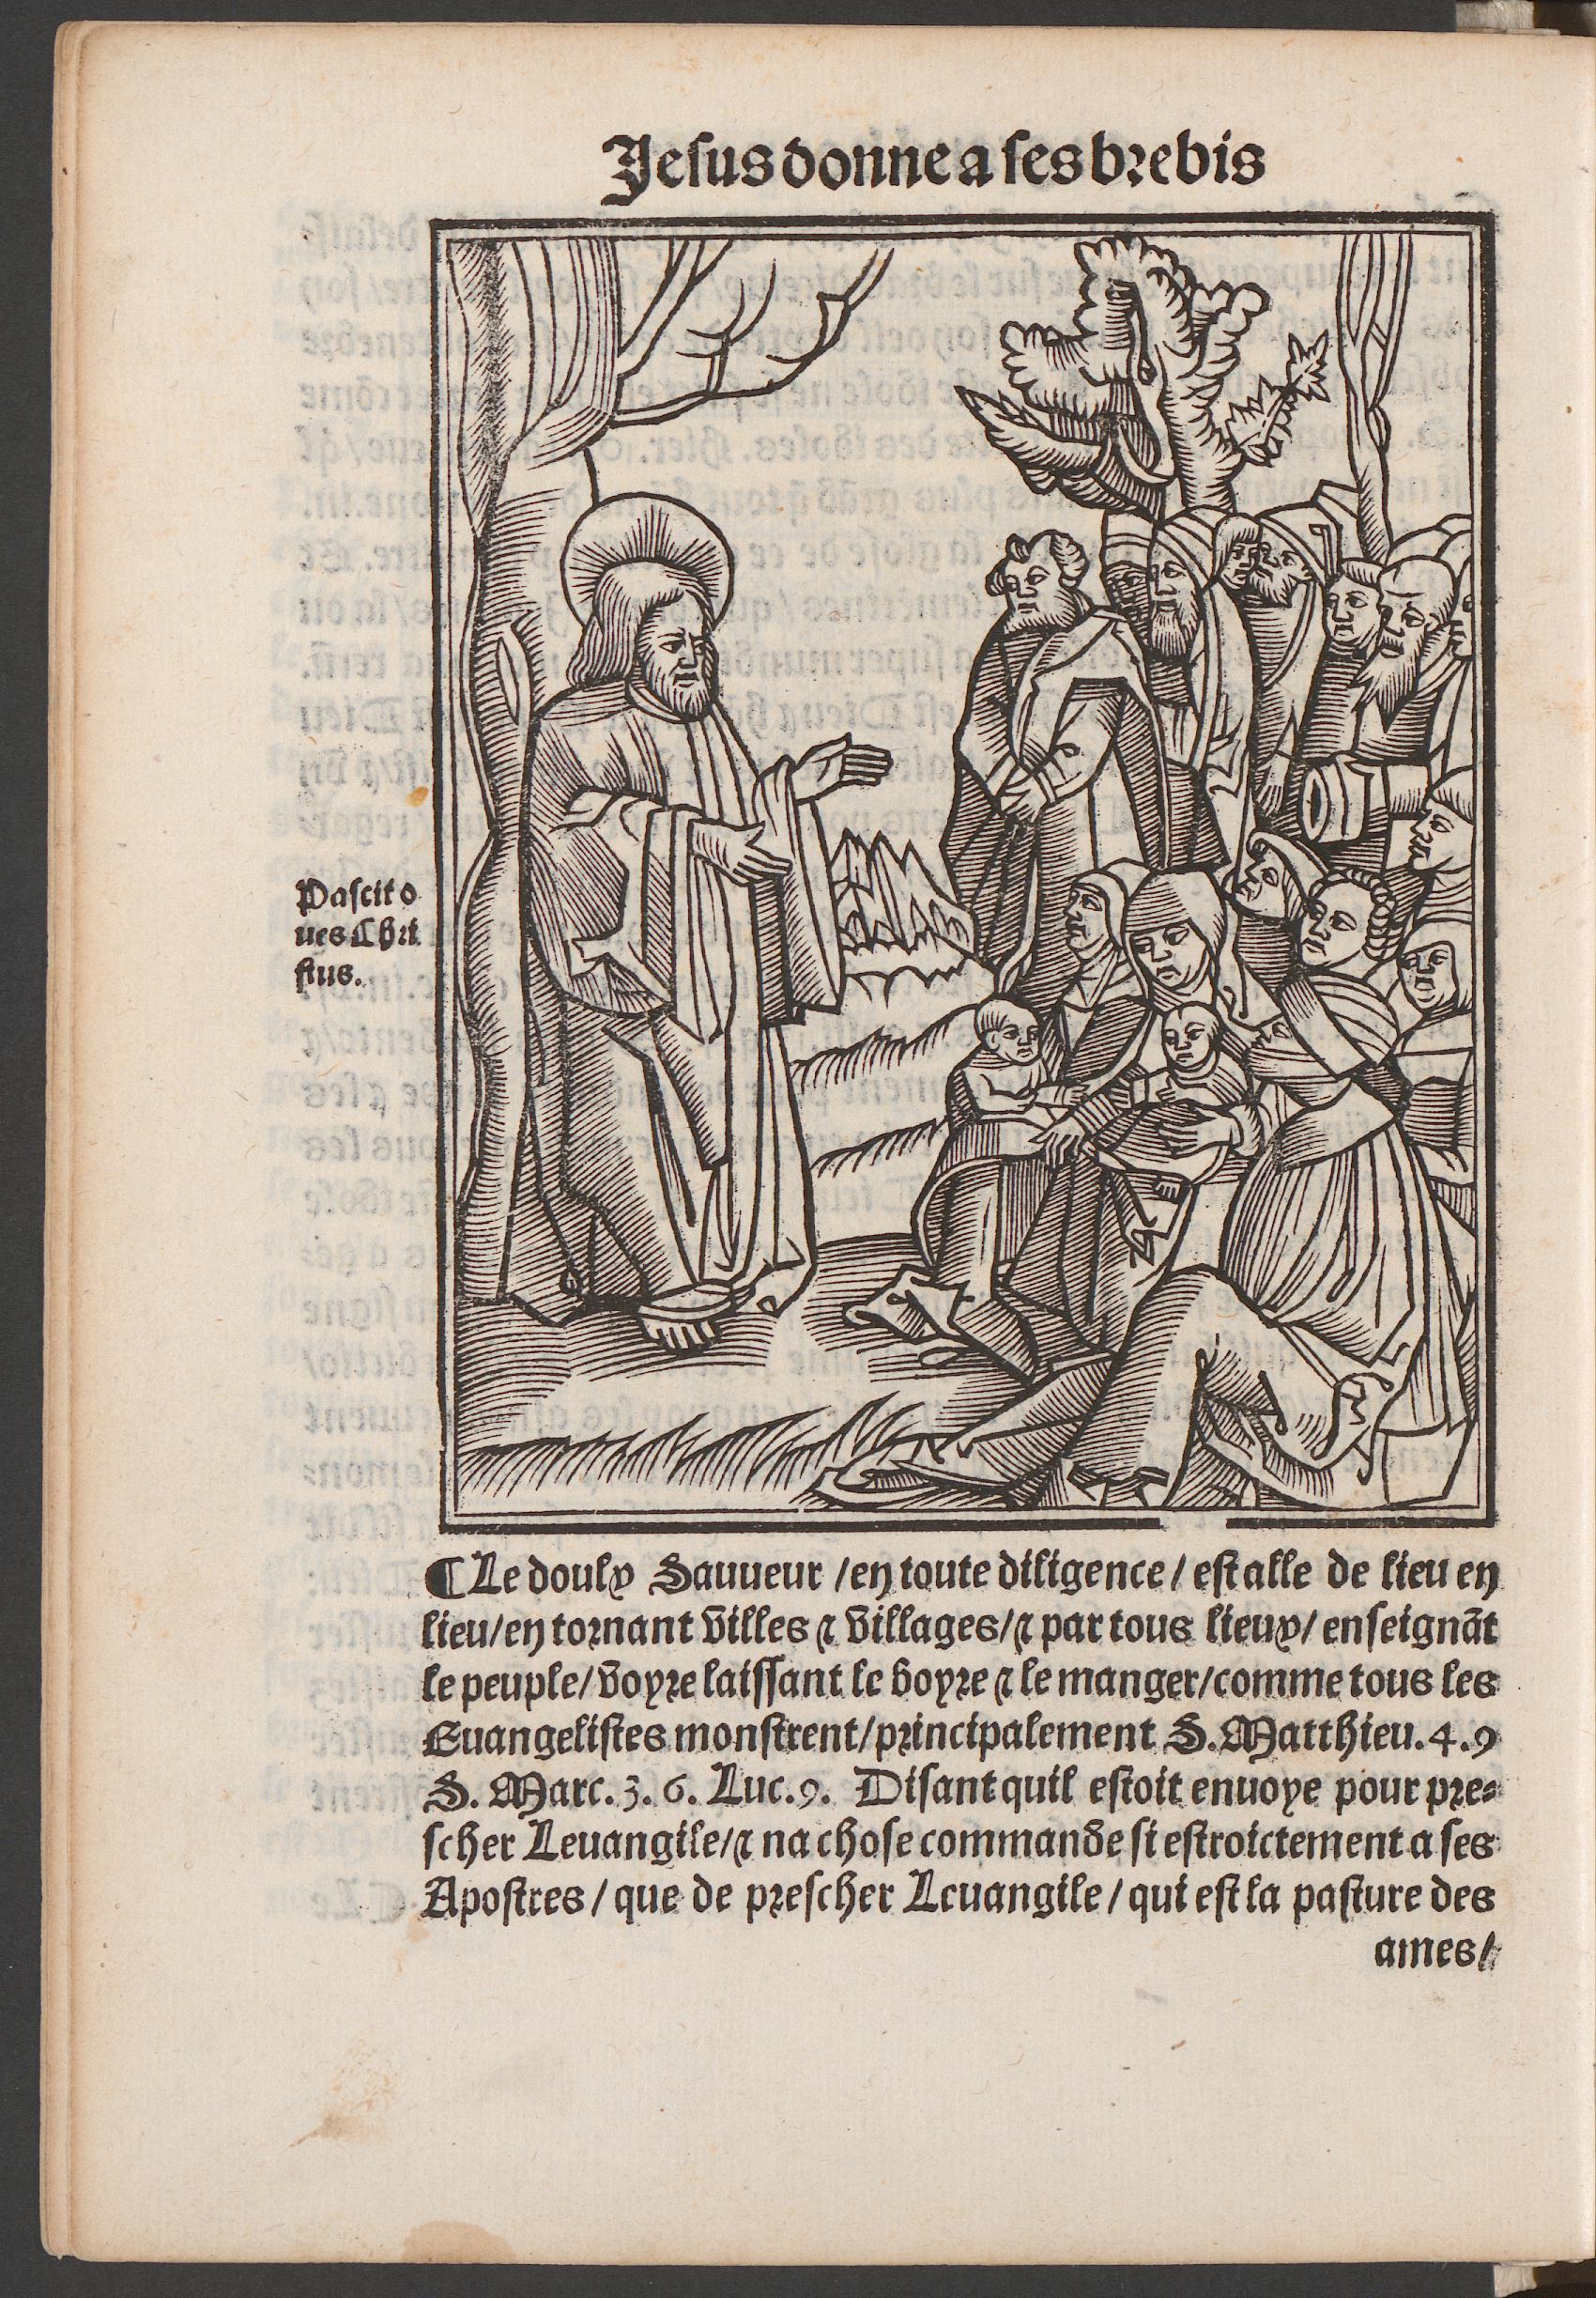 Jesus donne a ses brebis
Pascit o
ues Chri
stus.
¶ Le doulx Sauueur / en toute diligence / est alle de lieu en
lieu / en tornant villes & villages / & par tous lieux / enseignãt
le peuple / voyre laissant le boyre & le manger / comme tous les
Euangelistes monstrent / principalement S. Matthieu. 4. 9
S. Marc. 3. 6. Luc. 9. Disant quil estoit enuoye pour pre⸗
scher Leuangile / & na chose commande si estroictement a ses
Apostres / que de prescher Leuangile / qui est la pasture des
ames /